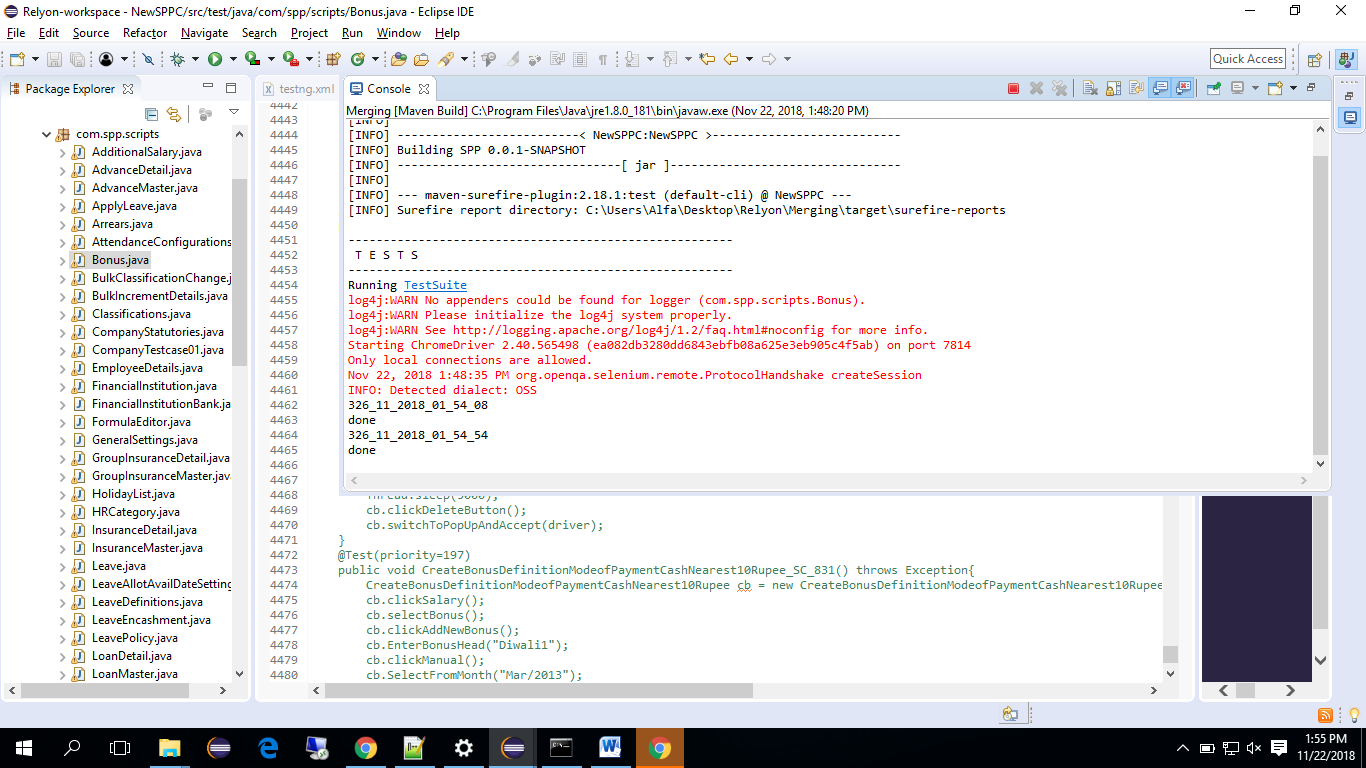 Relyon-workspace - NewSPPC/src/test/java/com/spp/scripts/Bonus.java - Eclipse IDE
File Edit Source Refactor Navigate Search Project Run Window Help
Quick Access
Package Explorer
testng.xml
Console
Merging [Maven Build] C:\Program Files\Java\jre1.8.0_181\bin\javaw.exe (Nov 22, 2018, 1:48:20 PM)
com.spp.scripts
AdditionalSalary.java
AdvanceDetail.java
AdvanceMaster.java
ApplyLeave.java
Arrears.java
AttendanceConfigurations
Bonus.java
BulkClassificationChange.j
BulkIncrementDetails.java
Classifications.java
CompanyStatutories.java
CompanyTestcase01.java
EmployeeDetails.java
FinancialInstitution.java
FinancialInstitutionBank.ja
FormulaEditor.java
GeneralSettings.java
GroupInsuranceDetail.java
GroupInsuranceMaster.java
HolidayList.java
HRCategory.java
InsuranceDetail.java
InsuranceMaster.java
Leave.java
LeaveAllotAvailDateSetting
LeaveDefinitions.java
LeaveEncashment.java
LeavePolicy.java
LoanDetail.java
LoanMaster.java
4442
4443 [INFO]
4444 [INFO] --------------------------< NewSPPC:NewSPPC >---------------------------
4445 [INFO] Building SPP 0.0.1-SNAPSHOT
4446 [INFO] --------------------------------[ jar ]---------------------------------
4447 [INFO]
4448 [INFO] --- maven-surefire-plugin:2.18.1:test (default-cli) @ NewSPPC ---
4449 [INFO] Surefire report directory: C:\Users\Alfa\Desktop\Relyon\Merging\target\surefire-reports
4450
4451 -------------------------------------------------------
4452 T E S T S
4453 -------------------------------------------------------
4454 Running TestSuite
4455 log4j:WARN No appenders could be found for logger (com.spp.scripts.Bonus).
4456 log4j:WARN Please initialize the log4j system properly.
4457 log4j:WARN See http://logging.apache.org/log4j/1.2/faq.html#noconfig for more info.
4458 Starting ChromeDriver 2.40.565498 (ea082db3280dd6843ebfb08a625e3eb905c4f5ab) on port 7814
4459 Only local connections are allowed.
4460 Nov 22, 2018 1:48:35 PM org.openqa.selenium.remote.ProtocolHandshake createSession
4461 INFO: Detected dialect: OSS
4462 326_11_2018_01_54_08
4463 done
4464 326_11_2018_01_54_54
4465 done
4466
4467
4468 Thread.sleep(5000);
4469 cb.clickDeleteButton();
4470 cb.switchToPopUpAndAccept(driver);
4471 }
4472 @Test(priority=197)
4473 public void CreateBonusDefinitionModeofPaymentCashNearest10Rupee_SC_831() throws Exception{
4474 CreateBonusDefinitionModeofPaymentCashNearest10Rupee cb = new CreateBonusDefinitionModeofPaymentCashNearest10Rupee
4475 cb.clickSalary();
4476 cb.selectBonus();
4477 cb.clickAddNewBonus();
4478 cb.EnterBonusHead("Diwali1");
4479 cb.clickManual();
4480 cb.SelectFromMonth("Mar/2013");
1:55 PM
11/22/2018